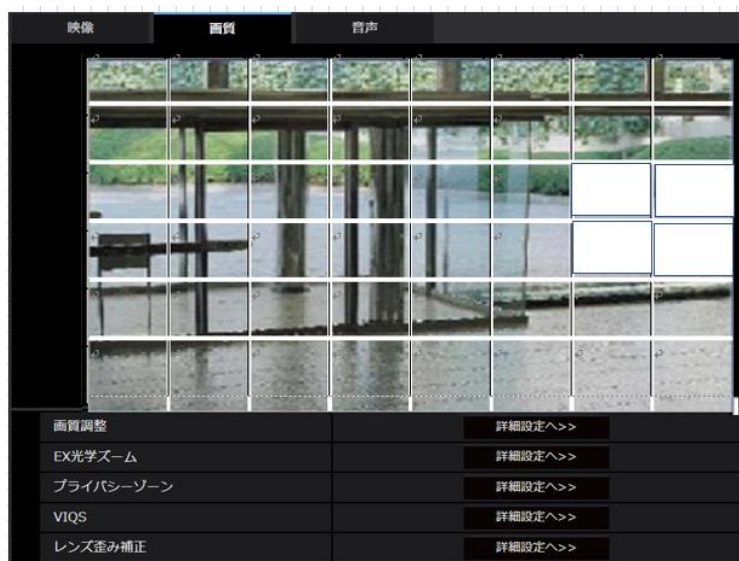 映像 画質 音声
画質調整 詳細設定へ>>
EX光学ズーム 詳細設定へ>>
プライバシーゾーン 詳細設定へ>>
VIQS 詳細設定へ>>
レンズ歪み補正 詳細設定へ>>